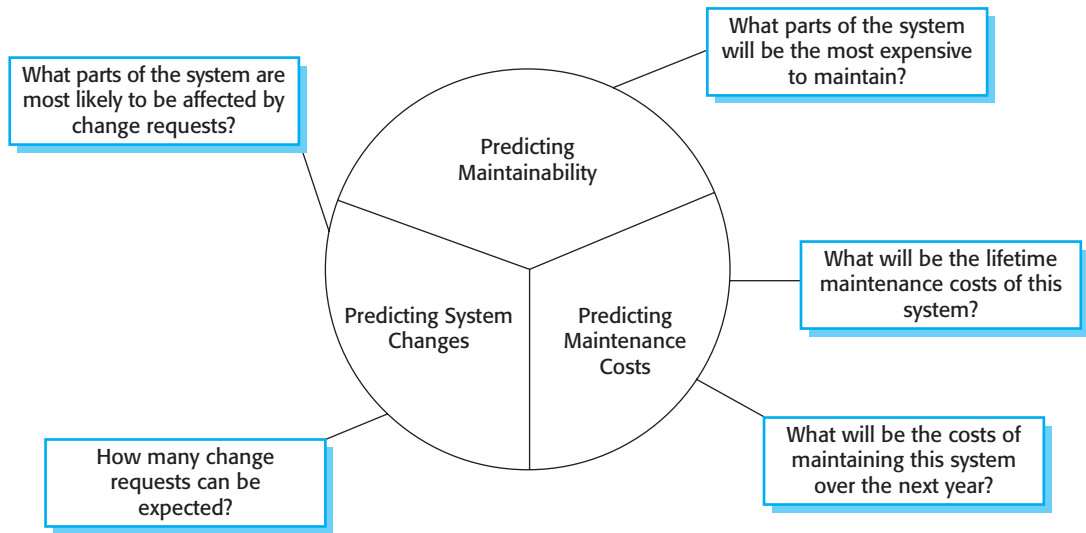 What parts of the system
will be the most expensive
to maintain?
What parts of the system are
most likely to be affected by
change requests?
Predicting
Maintainability
What will be the lifetime
maintenance costs of this
system?
Predicting System
Changes
Predicting
Maintenance
Costs
What will be the costs of
maintaining this system
over the next year?
How many change
requests can be
expected?